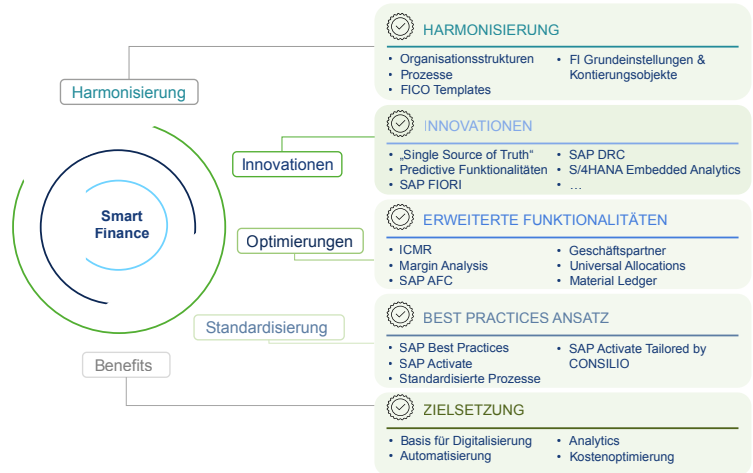 Smart
Finance
Harmonisierung
Innovationen
Optimierungen
Standardisierung
Benefits
HARMONISIERUNG
• Organisationsstrukturen
• Prozesse
• FICO Templates
• FI Grundeinstellungen &
Kontierungsobjekte
INNOVATIONEN
• „Single Source of Truth“
• Predictive Funktionalitäten
• SAP FIORI
• SAP DRC
• S/4HANA Embedded Analytics
• …
ERWEITERTE FUNKTIONALITÄTEN
• ICMR
• Margin Analysis
• SAP AFC
• Geschäftspartner
• Universal Allocations
• Material Ledger
BEST PRACTICES ANSATZ
• SAP Best Practices
• SAP Activate
• Standardisierte Prozesse
• SAP Activate Tailored by
CONSILIO
ZIELSETZUNG
• Basis für Digitalisierung
• Automatisierung
• Analytics
• Kostenoptimierung